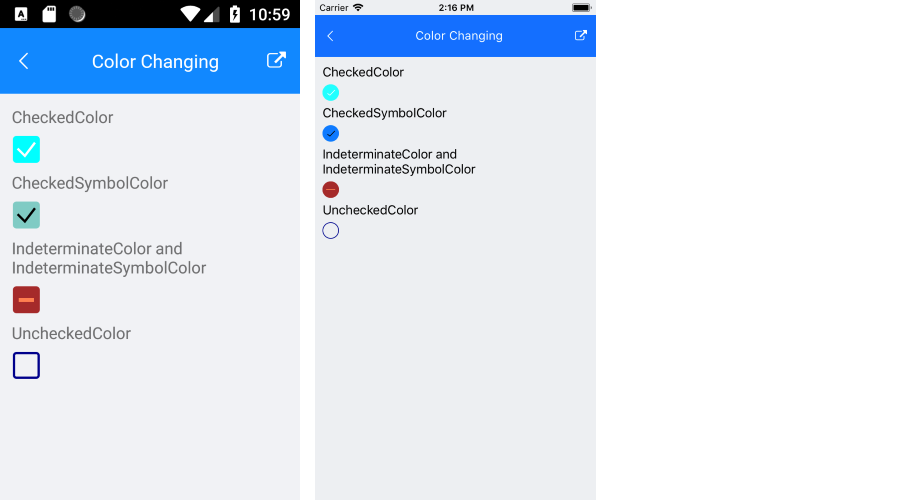 10:59
Color Changing
CheckedColor
CheckedSymbolColor
IndeterminateColor and
IndeterminateSymbolColor
UncheckedColor
Carrier 2:16 PM
Color Changing
CheckedColor
CheckedSymbolColor
IndeterminateColor and
IndeterminateSymbolColor
UncheckedColor